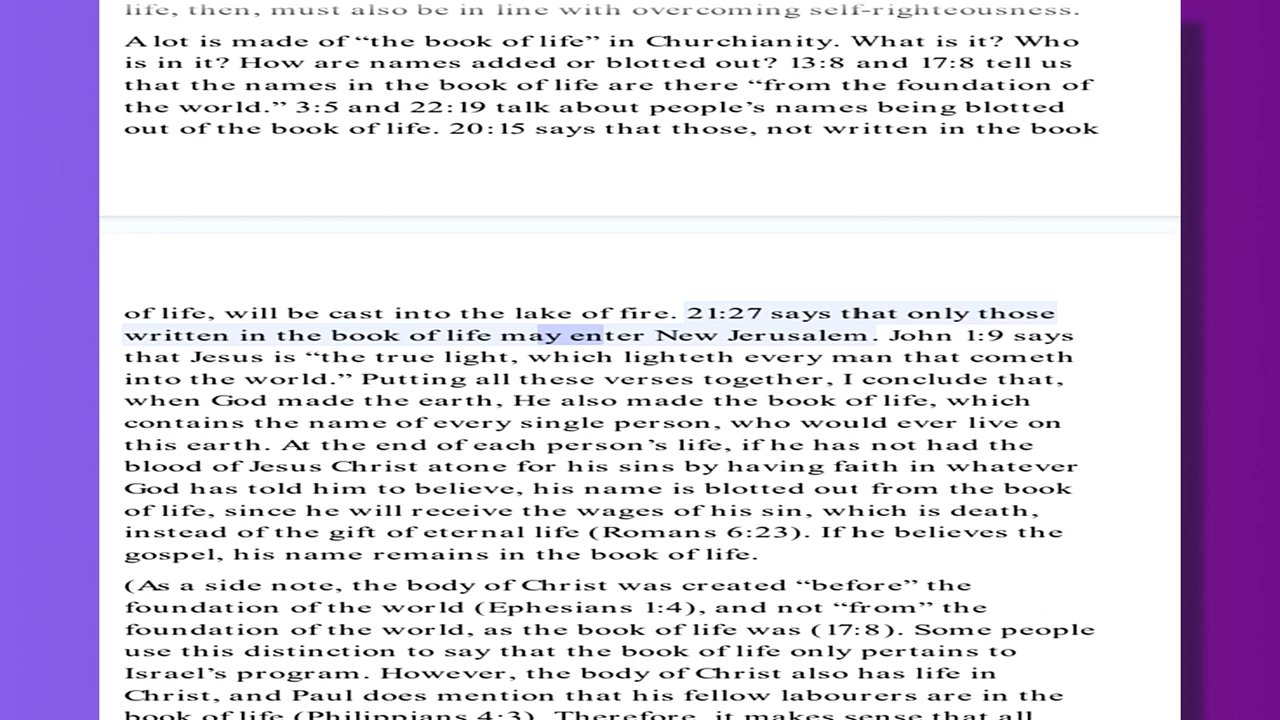 life, then, must also be in line with overcoming self-righteousness.
A lot is made of “the book of life” in Churchianity. What is it? Who
is in it? How are names added or blotted out? 13:8 and 17:8 tell us
that the names in the book of life are there “from the foundation of
the world.” 3:5 and 22:19 talk about people’s names being blotted
out of the book of life. 20:15 says that those, not written in the book
of life, will be cast into the lake of fire. 21:27 says that only those
written in the book of life may enter New Jerusalem. John 1:9 says
that Jesus is “the true light, which lighteth every man that cometh
into the world.” Putting all these verses together, I conclude that,
when God made the earth, He also made the book of life, which
contains the name of every single person, who would ever live on
this earth. At the end of each person’s life, if he has not had the
blood of Jesus Christ atone for his sins by having faith in whatever
God has told him to believe, his name is blotted out from the book
of life, since he will receive the wages of his sin, which is death,
instead of the gift of eternal life (Romans 6:23). If he believes the
gospel, his name remains in the book of life.
(As a side note, the body of Christ was created “before” the
foundation of the world (Ephesians 1:4), and not “from” the
foundation of the world, as the book of life was (17:8). Some people
use this distinction to say that the book of life only pertains to
Israel’s program. However, the body of Christ also has life in
Christ, and Paul does mention that his fellow labourers are in the
book of life (Philippians 4:3). Therefore, it makes sense that all